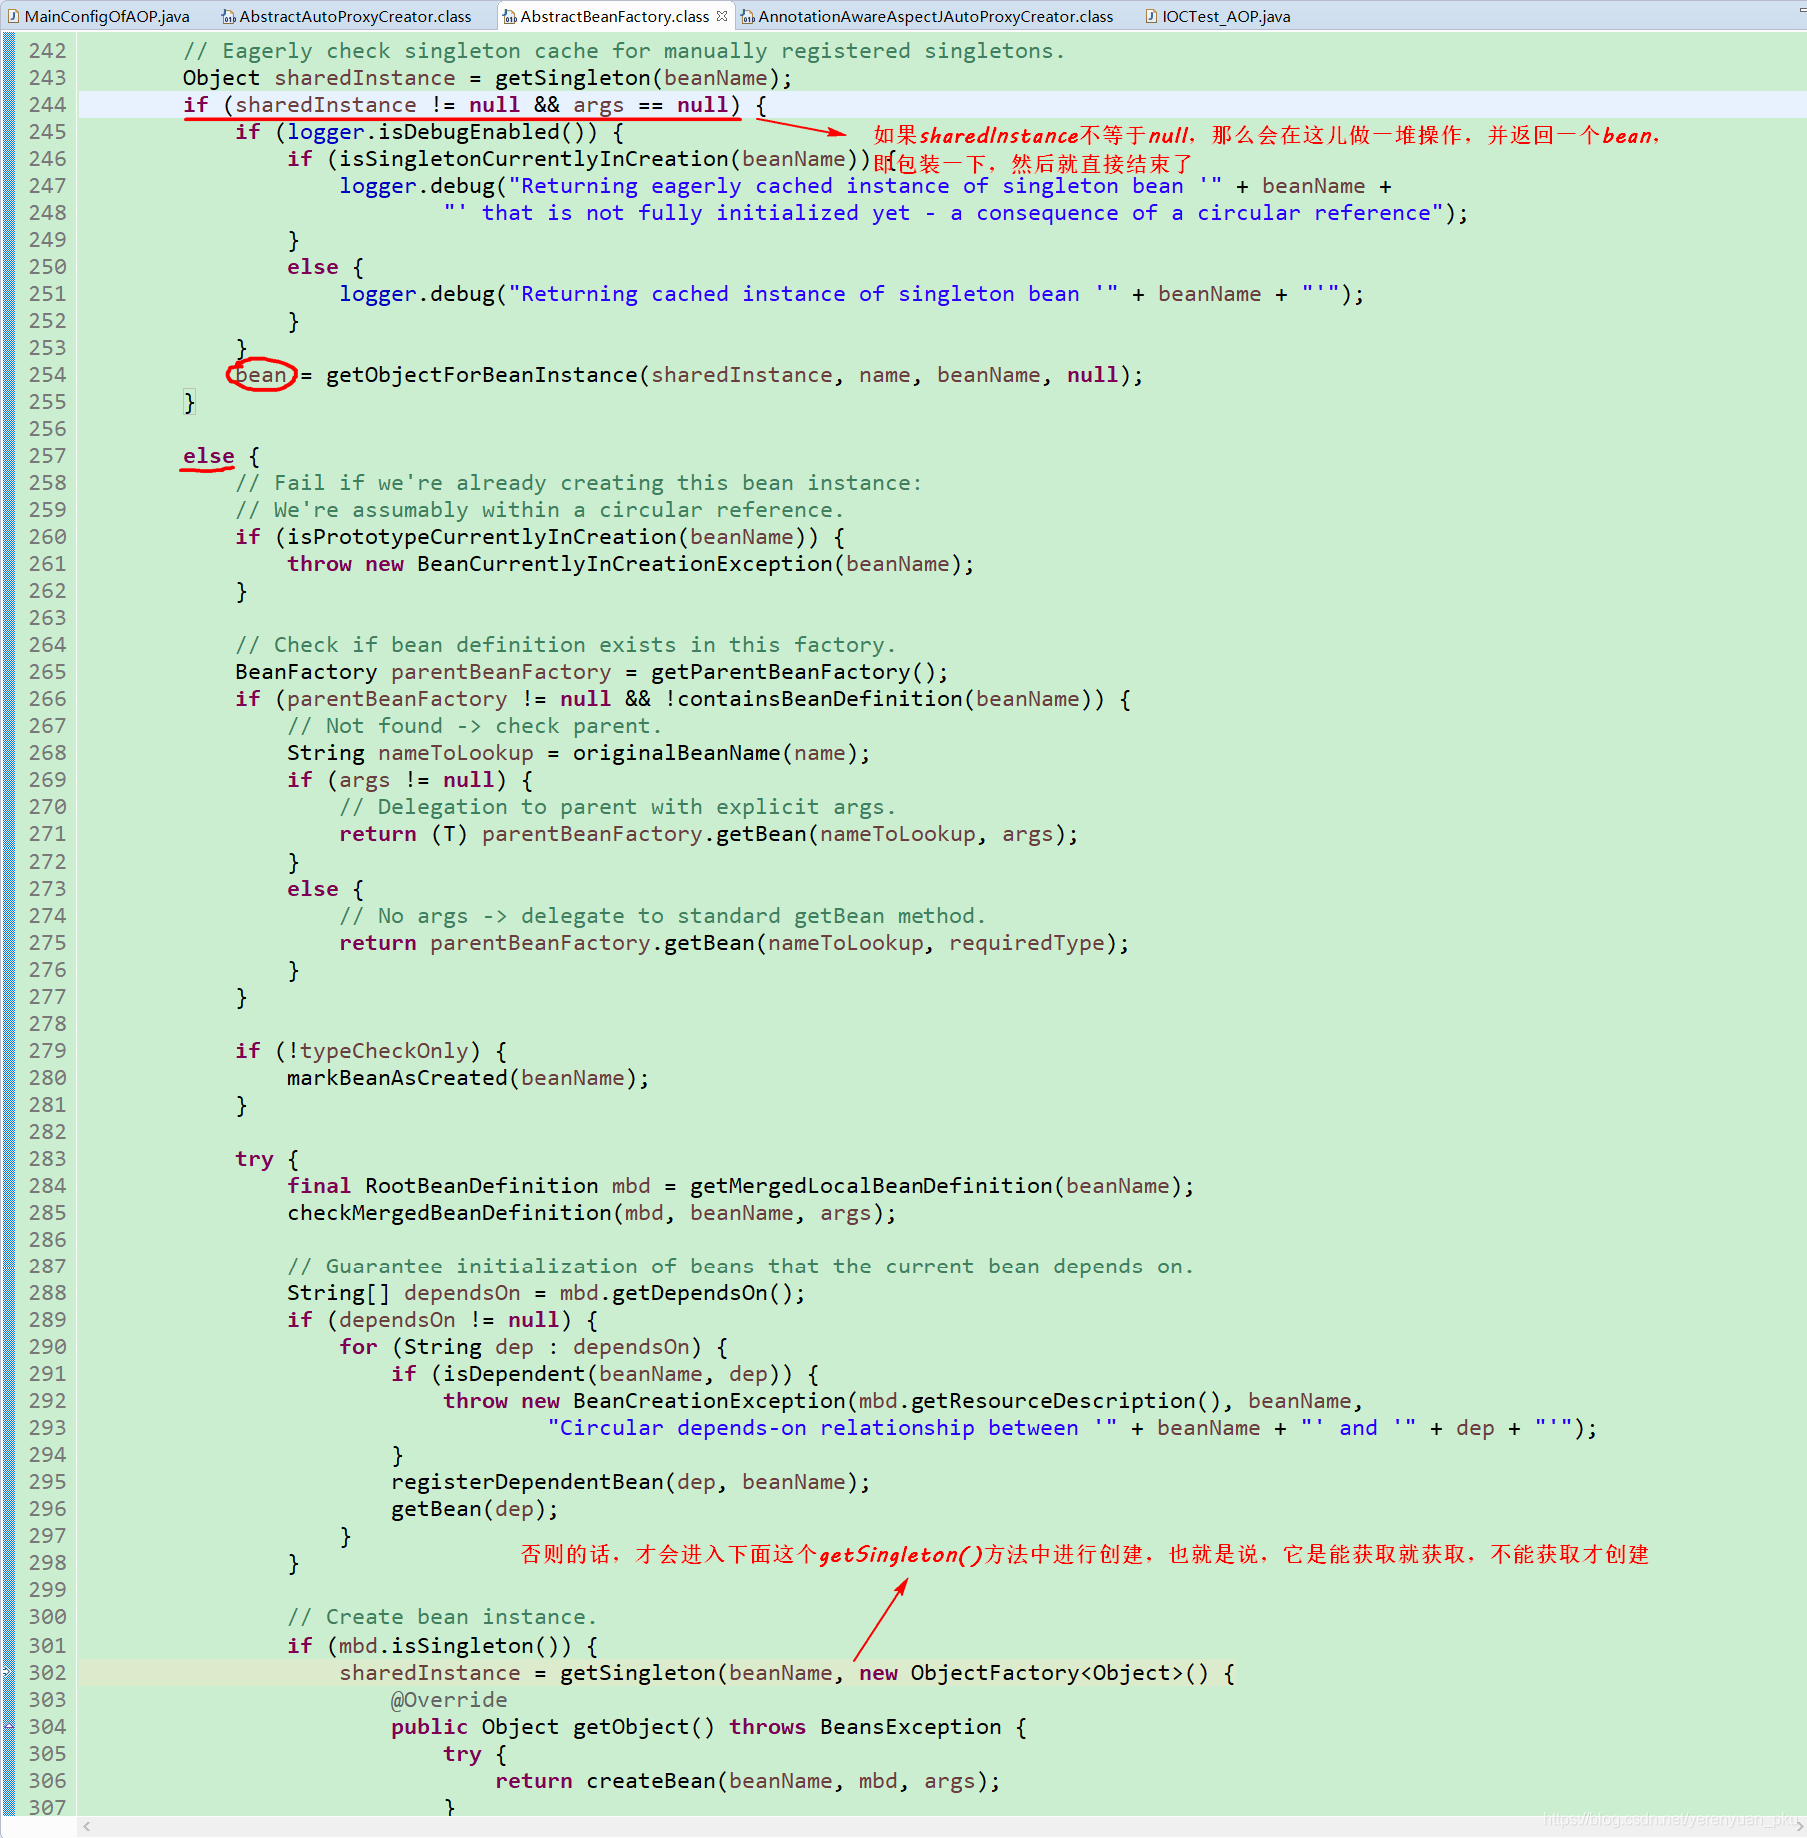 MainConfigOfAOP.java AbstractAutoProxyCreator.class AbstractBeanFactory.class AnnotationAwareAspectJAutoProxyCreator.class IOCTest_AOP.java
242 // Eagerly check singleton cache for manually registered singletons.
243 Object sharedInstance = getSingleton(beanName);
244 if (sharedInstance != null && args == null) {
245 if (logger.isDebugEnabled()) {
如果sharedInstance不等于null，那么会在这儿做一堆操作，并返回一个bean，
246 if (isSingletonCurrentlyInCreation(beanName)) {
即包装一下，然后就直接结束了
247 logger.debug("Returning eagerly cached instance of singleton bean '" + beanName +
248 "' that is not fully initialized yet - a consequence of a circular reference");
249 }
250 else {
251 logger.debug("Returning cached instance of singleton bean '" + beanName + "'");
252 }
253 }
254 bean = getObjectForBeanInstance(sharedInstance, name, beanName, null);
255 }
256
257 else {
258 // Fail if we're already creating this bean instance:
259 // We're assumably within a circular reference.
260 if (isPrototypeCurrentlyInCreation(beanName)) {
261 throw new BeanCurrentlyInCreationException(beanName);
262 }
263
264 // Check if bean definition exists in this factory.
265 BeanFactory parentBeanFactory = getParentBeanFactory();
266 if (parentBeanFactory != null && !containsBeanDefinition(beanName)) {
267 // Not found -> check parent.
268 String nameToLookup = originalBeanName(name);
269 if (args != null) {
270 // Delegation to parent with explicit args.
271 return (T) parentBeanFactory.getBean(nameToLookup, args);
272 }
273 else {
274 // No args -> delegate to standard getBean method.
275 return parentBeanFactory.getBean(nameToLookup, requiredType);
276 }
277 }
278
279 if (!typeCheckOnly) {
280 markBeanAsCreated(beanName);
281 }
282
283 try {
284 final RootBeanDefinition mbd = getMergedLocalBeanDefinition(beanName);
285 checkMergedBeanDefinition(mbd, beanName, args);
286
287 // Guarantee initialization of beans that the current bean depends on.
288 String[] dependsOn = mbd.getDependsOn();
289 if (dependsOn != null) {
290 for (String dep : dependsOn) {
291 if (isDependent(beanName, dep)) {
292 throw new BeanCreationException(mbd.getResourceDescription(), beanName,
293 "Circular depends-on relationship between '" + beanName + "' and '" + dep + "'");
294 }
295 registerDependentBean(dep, beanName);
296 getBean(dep);
297 }
否则的话，才会进入下面这个getSingleton()方法中进行创建，也就是说，它是能获取就获取，不能获取才创建
298 }
299
300 // Create bean instance.
301 if (mbd.isSingleton()) {
302 sharedInstance = getSingleton(beanName, new ObjectFactory<Object>() {
303 @Override
304 public Object getObject() throws BeansException {
305 try {
306 return createBean(beanName, mbd, args);
307 }
https://blog.csdn.net/yerenyuan_pku